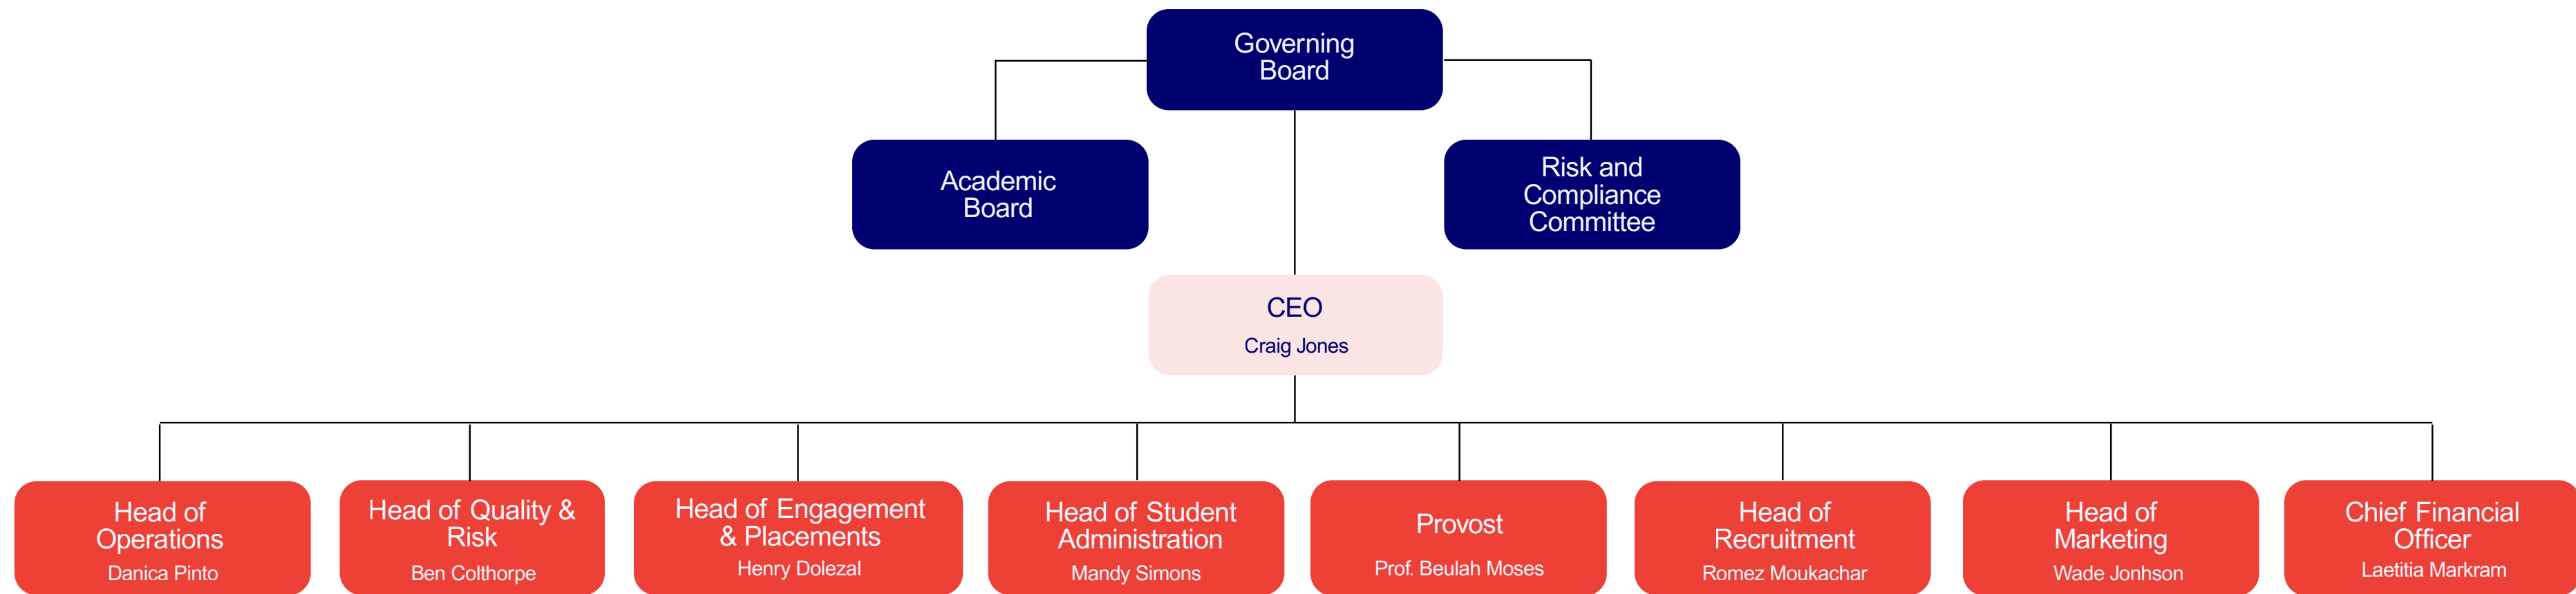 Governing
Board
Academic
Board
Risk and
Compliance
Committee
CEO
Craig Jones
Head of
Operations
Danica Pinto
Head of Quality &
Risk
Ben Colthorpe
Head of Engagement
& Placements
Henry Dolezal
Head of Student
Administration
Mandy Simons
Provost
Prof. Beulah Moses
Head of
Recruitment
Romez Moukachar
Head of
Marketing
Wade Jonhson
Chief Financial
Officer
Laetitia Markram